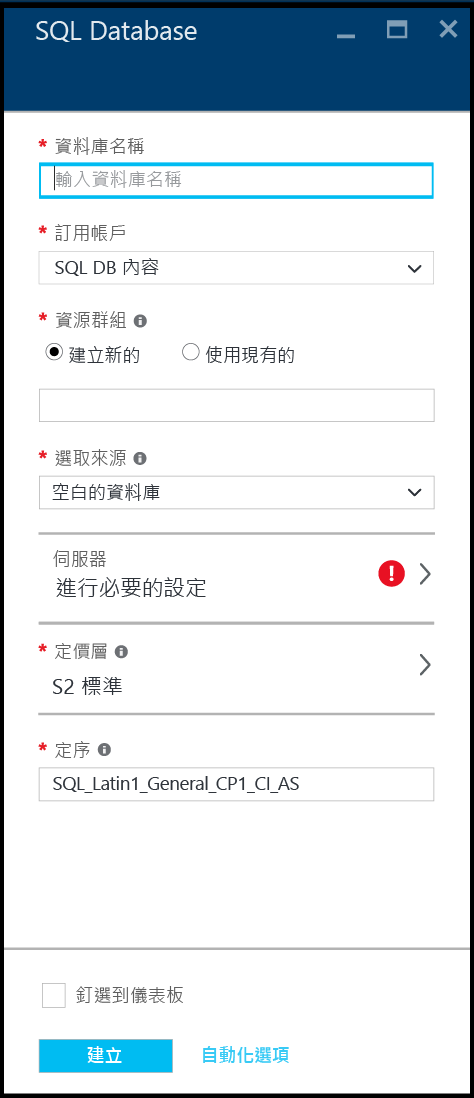 SQL Database
* 資料庫名稱
輸入資料庫名稱
* 訂用帳戶
SQL DB 內容
* 資源群組
建立新的 使用現有的
* 選取來源
空白的資料庫
伺服器
進行必要的設定
* 定價層
S2 標準
* 定序
SQL_Latin1_General_CP1_CI_AS
釘選到儀表板
建立 自動化選項